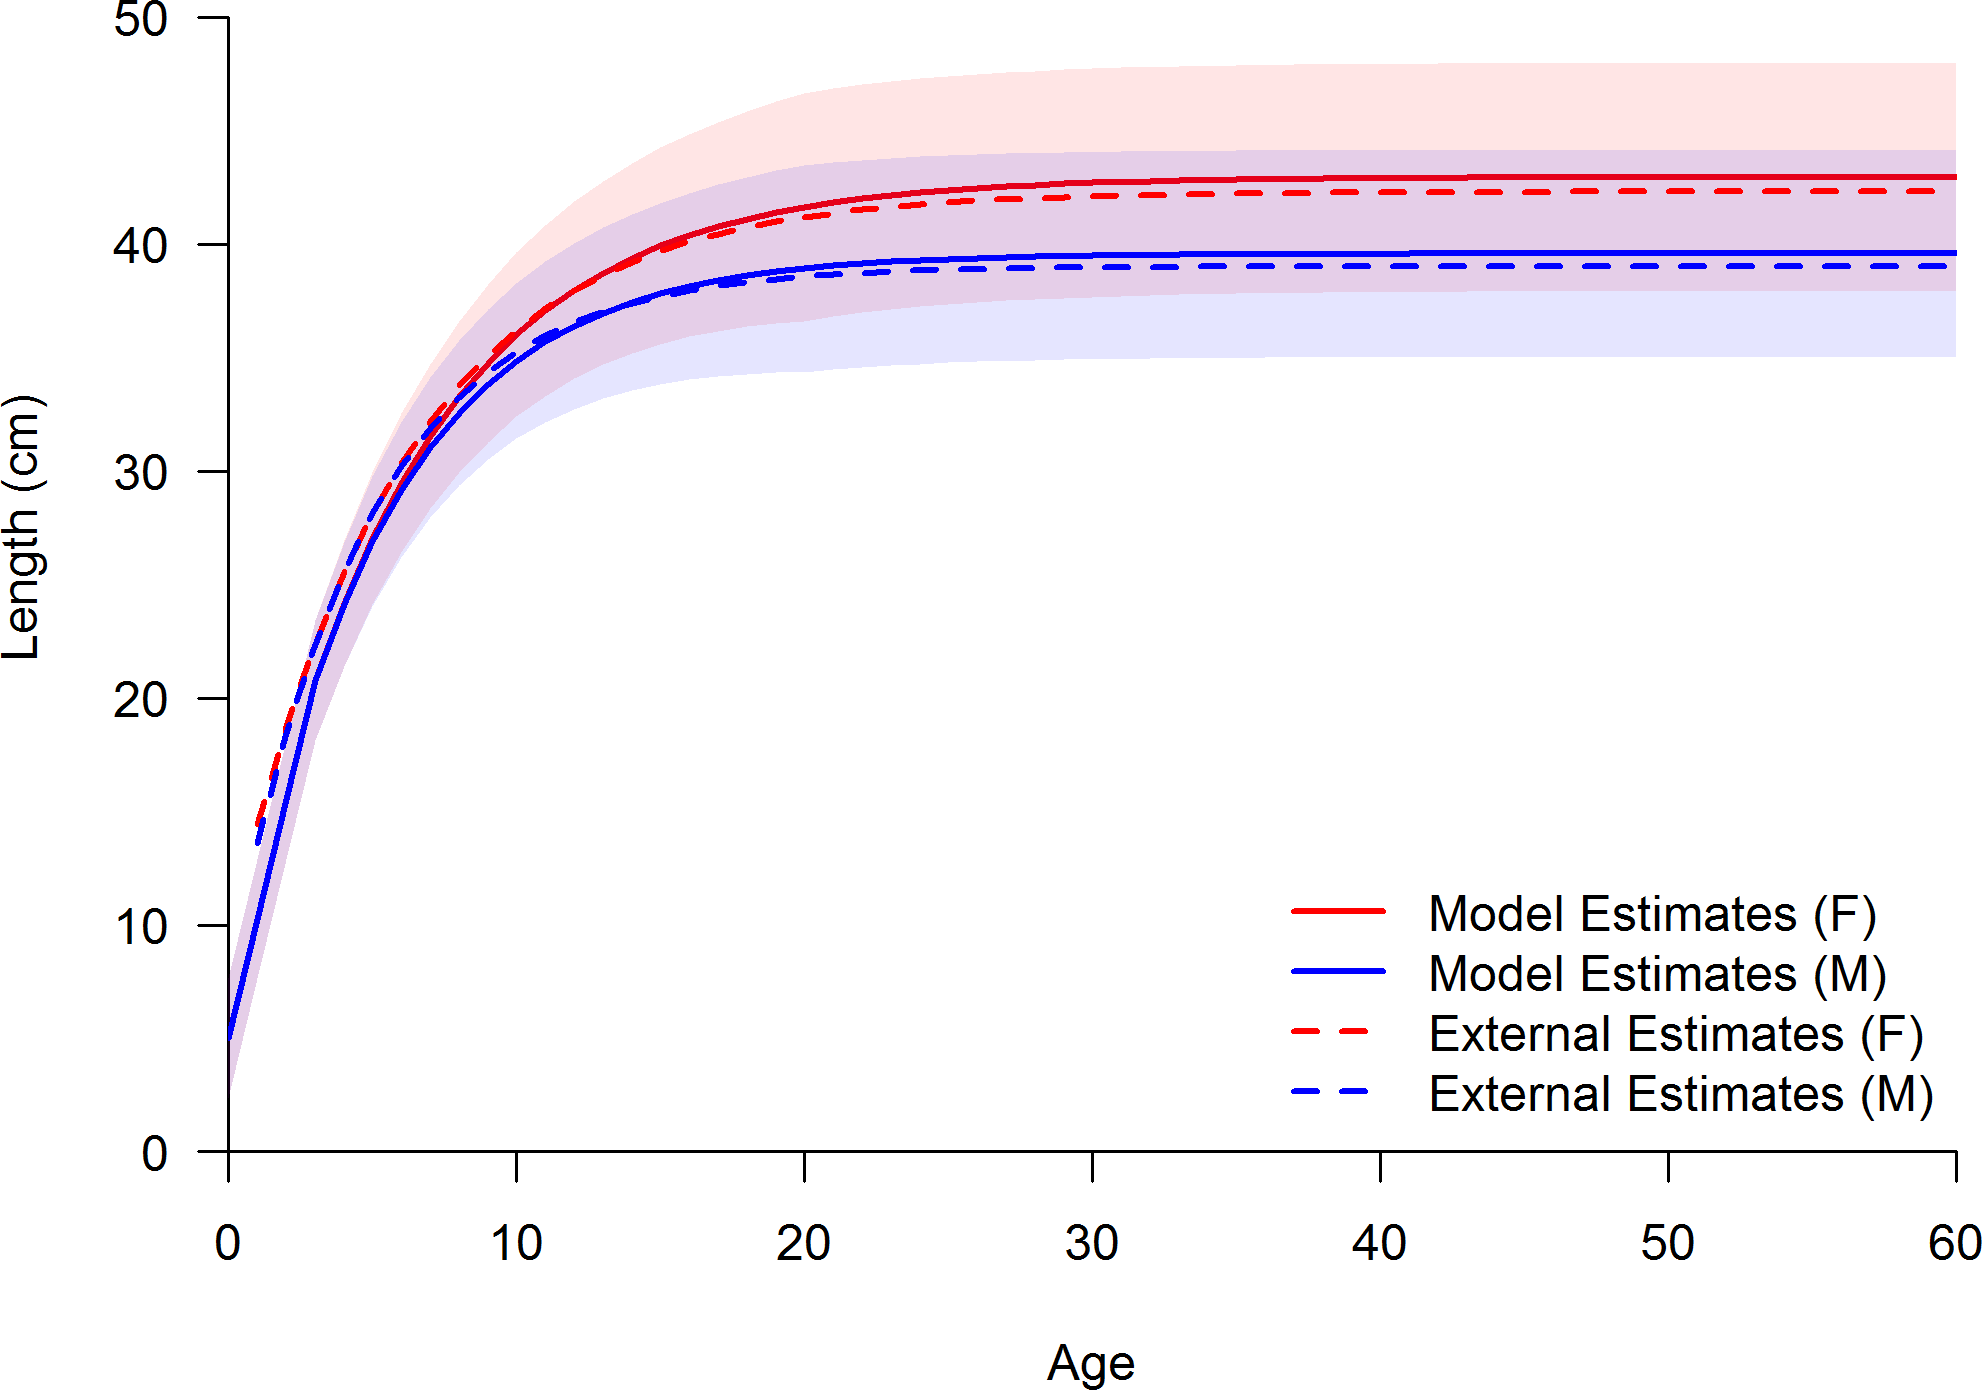 50
40
30
20
10
0
Length (cm)
0 10 20 30 40 50 60
Age
Model Estimates (F)
Model Estimates (M)
External Estimates (F)
External Estimates (M)